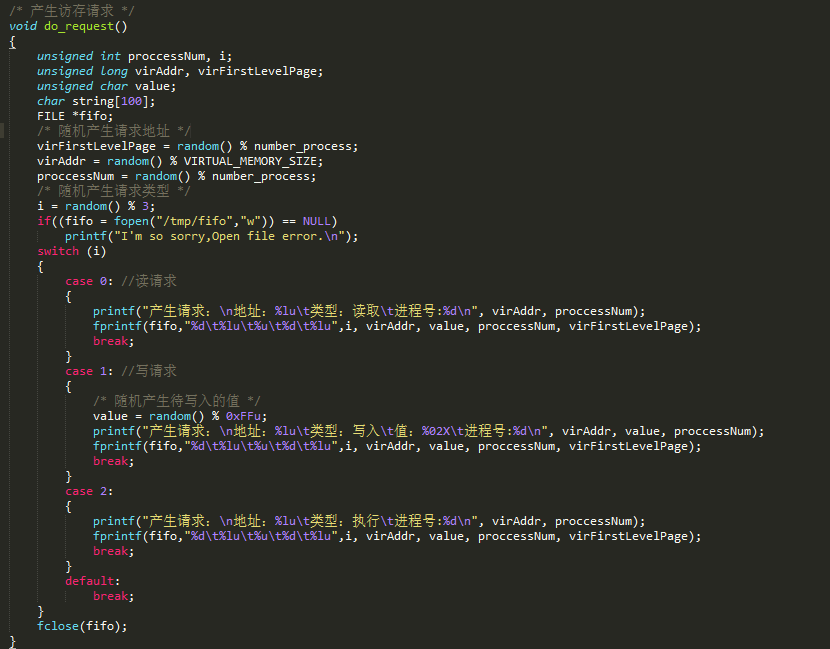 /* 产生访存请求 */
void do_request()
{
    unsigned int proccessNum, i;
    unsigned long virAddr, virFirstLevelPage;
    unsigned char value;
    char string[100];
    FILE *fifo;
    /* 随机产生请求地址 */
    virFirstLevelPage = random() % number_process;
    virAddr = random() % VIRTUAL_MEMORY_SIZE;
    proccessNum = random() % number_process;
    /* 随机产生请求类型 */
    i = random() % 3;
    if((fifo = fopen("/tmp/fifo","w")) == NULL)
        printf("I'm so sorry,Open file error.\n");
    switch (i)
    {
        case 0: //读请求
        {
            printf("产生请求：\n地址：%lu\t类型：读取\t进程号:%d\n", virAddr, proccessNum);
            fprintf(fifo,"%d\t%lu\t%u\t%d\t%lu",i, virAddr, value, proccessNum, virFirstLevelPage);
            break;
        }
        case 1: //写请求
        {
            /* 随机产生待写入的值 */
            value = random() % 0xFFu;
            printf("产生请求：\n地址：%lu\t类型：写入\t值：%02X\t进程号:%d\n", virAddr, value, proccessNum);
            fprintf(fifo,"%d\t%lu\t%u\t%d\t%lu",i, virAddr, value, proccessNum, virFirstLevelPage);
            break;
        }
        case 2:
        {
            printf("产生请求：\n地址：%lu\t类型：执行\t进程号:%d\n", virAddr, proccessNum);
            fprintf(fifo,"%d\t%lu\t%u\t%d\t%lu",i, virAddr, value, proccessNum, virFirstLevelPage);
            break;
        }
        default:
            break;
    }
    fclose(fifo);
}